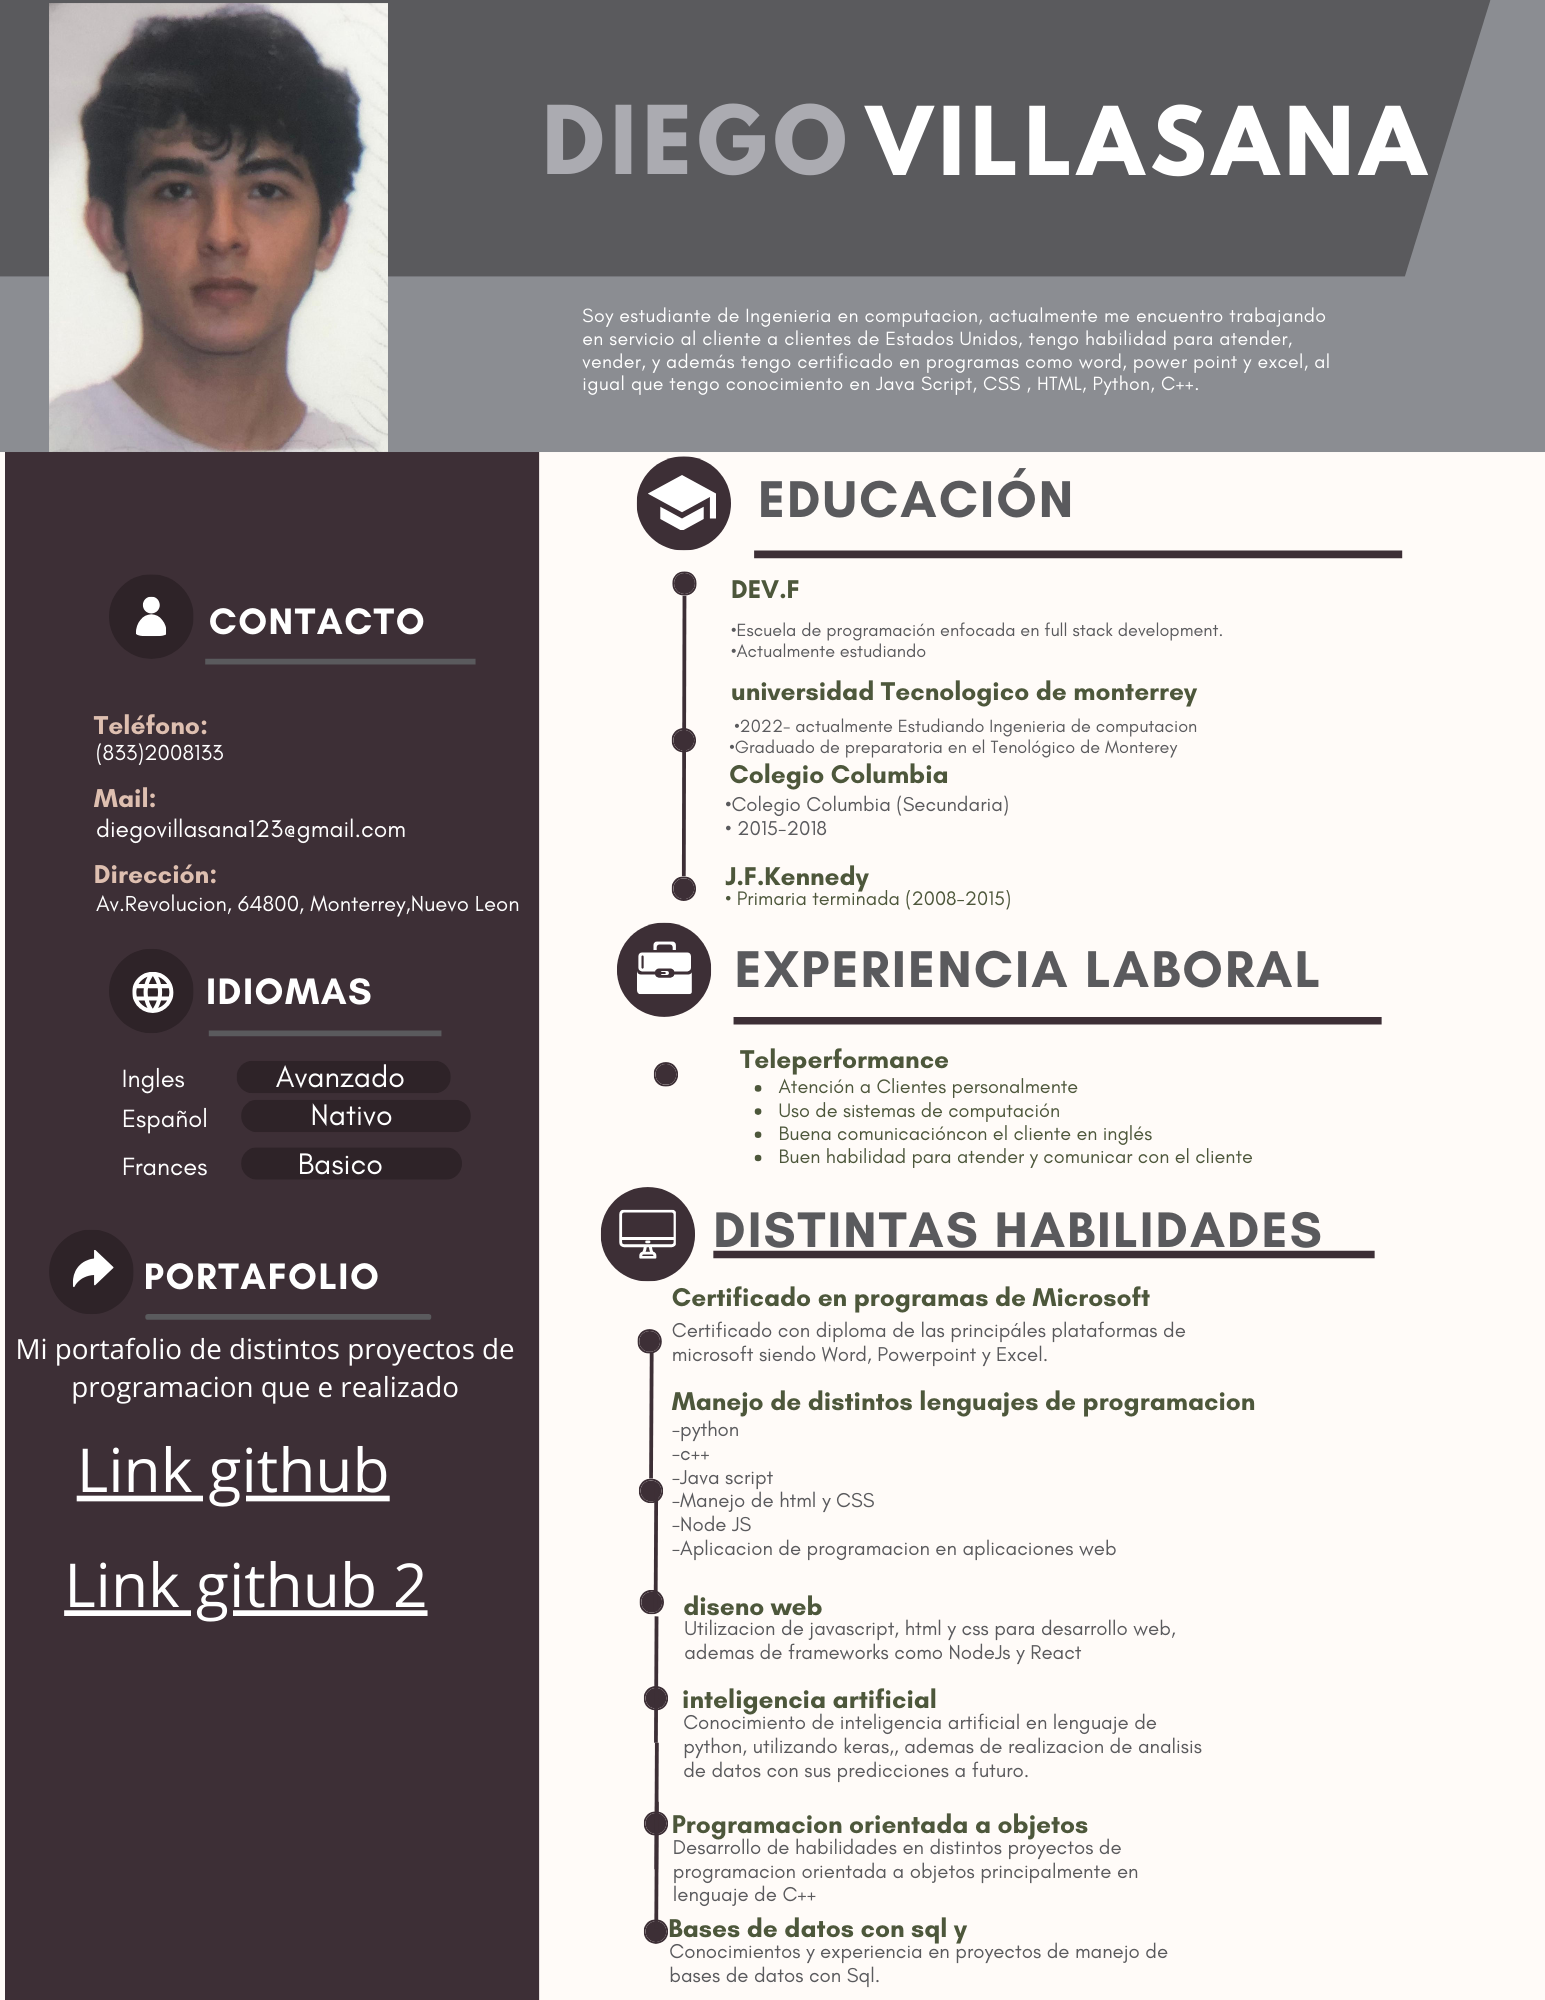 DIEGO VILLASANA
Soy estudiante de Ingenieria en computacion, actualmente me encuentro trabajando
en servicio al cliente a clientes de Estados Unidos, tengo habilidad para atender,
vender, y además tengo certificado en programas como word, power point y excel, al
igual que tengo conocimiento en Java Script, CSS , HTML, Python, C++.
CONTACTO
Teléfono:
(833)2008133
Mail:
diegovillasana123@gmail.com
Dirección:
Av.Revolucion, 64800, Monterrey,Nuevo Leon
IDIOMAS
Ingles Avanzado
Español Nativo
Frances Basico
PORTAFOLIO
Mi portafolio de distintos proyectos de
programacion que e realizado
Link github
Link github 2
EDUCACIÓN
DEV.F
•Escuela de programación enfocada en full stack development.
•Actualmente estudiando
universidad Tecnologico de monterrey
•2022- actualmente Estudiando Ingenieria de computacion
•Graduado de preparatoria en el Tenológico de Monterey
Colegio Columbia
•Colegio Columbia (Secundaria)
• 2015-2018
J.F.Kennedy
• Primaria terminada (2008-2015)
EXPERIENCIA LABORAL
Teleperformance
• Atención a Clientes personalmente
• Uso de sistemas de computación
• Buena comunicacióncon el cliente en inglés
• Buen habilidad para atender y comunicar con el cliente
DISTINTAS HABILIDADES
Certificado en programas de Microsoft
Certificado con diploma de las principáles plataformas de
microsoft siendo Word, Powerpoint y Excel.
Manejo de distintos lenguajes de programacion
-python
-c++
-Java script
-Manejo de html y CSS
-Node JS
-Aplicacion de programacion en aplicaciones web
diseno web
Utilizacion de javascript, html y css para desarrollo web,
ademas de frameworks como NodeJs y React
inteligencia artificial
Conocimiento de inteligencia artificial en lenguaje de
python, utilizando keras,, ademas de realizacion de analisis
de datos con sus predicciones a futuro.
Programacion orientada a objetos
Desarrollo de habilidades en distintos proyectos de
programacion orientada a objetos principalmente en
lenguaje de C++
Bases de datos con sql y
Conocimientos y experiencia en proyectos de manejo de
bases de datos con Sql.